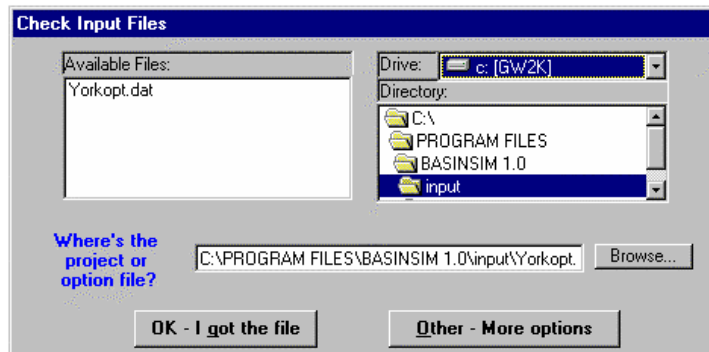 Check Input Files
Available Files:
Yorkopt.dat
Drive:
c: [GW2K]
Directory:
C:\
PROGRAM FILES
BASINSIM 1.0
input
Where's the
project or
option file?
C:\PROGRAM FILES\BASINSIM 1.0\input\Yorkopt.
Browse...
OK - I got the file
Other - More options